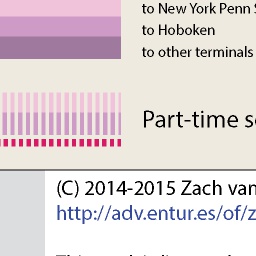 to New York Penn
to Hoboken
to other terminals
Part-time
(C) 2014-2015 Zach van
http://adv.entur.es/of/z